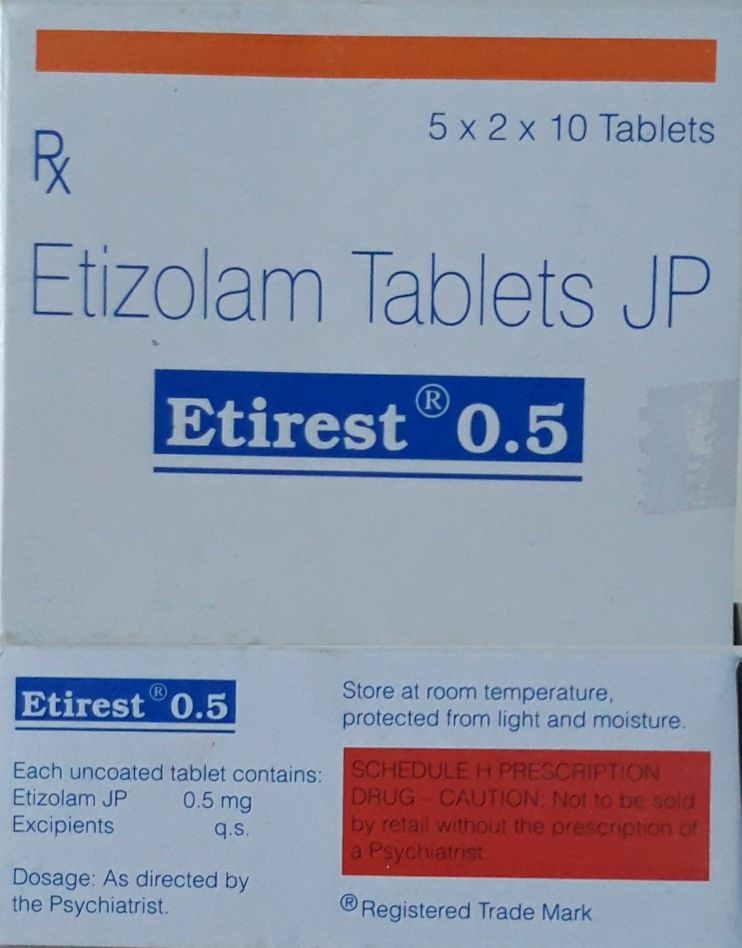 5 x 2 x 10 Tablets
Rx
Etizolam Tablets JP
Etirest® 0.5
Etirest® 0.5
Each uncoated tablet contains:
Etizolam JP 0.5 mg
Excipients q.s.
Dosage: As directed by
the Psychiatrist.
Store at room temperature,
protected from light and moisture.
SCHEDULE H PRESCRIPTION
DRUG - CAUTION: Not to be sold
by retail without the prescription of
a Psychiatrist.
® Registered Trade Mark